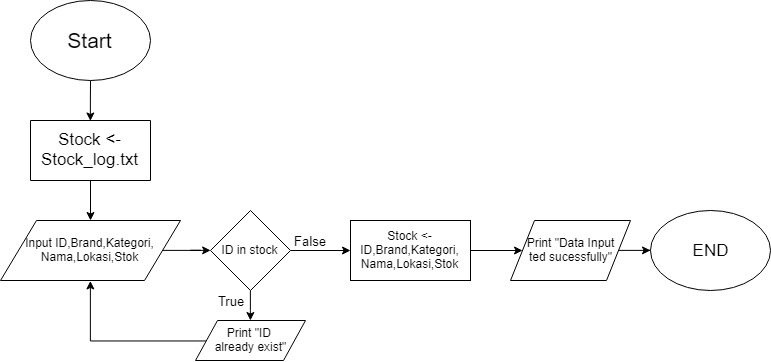 Start
Stock <-
Stock_log.txt
Input ID,Brand,Kategori,
Nama,Lokasi,Stok
ID in stock
False
Stock <-
ID,Brand,Kategori,
Nama,Lokasi,Stok
Print "Data Input
ted sucessfully"
END
True
Print "ID
already exist"